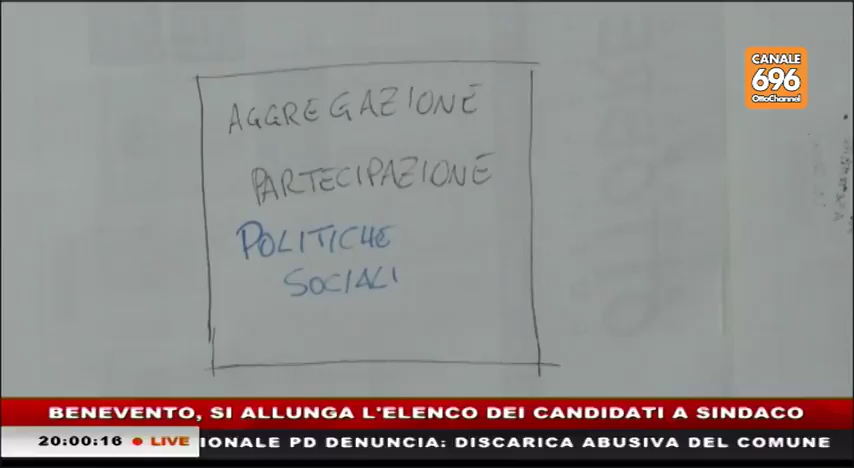 CANALE
696
OttoChannel
AGGREGAZIONE
PARTECIPAZIONE
POLITICHE
SOCIALI
BENEVENTO, SI ALLUNGA L'ELENCO DEI CANDIDATI A SINDACO
20:00:16 ● LIVE IONALE PD DENUNCIA: DISCARICA ABUSIVA DEL COMUNE